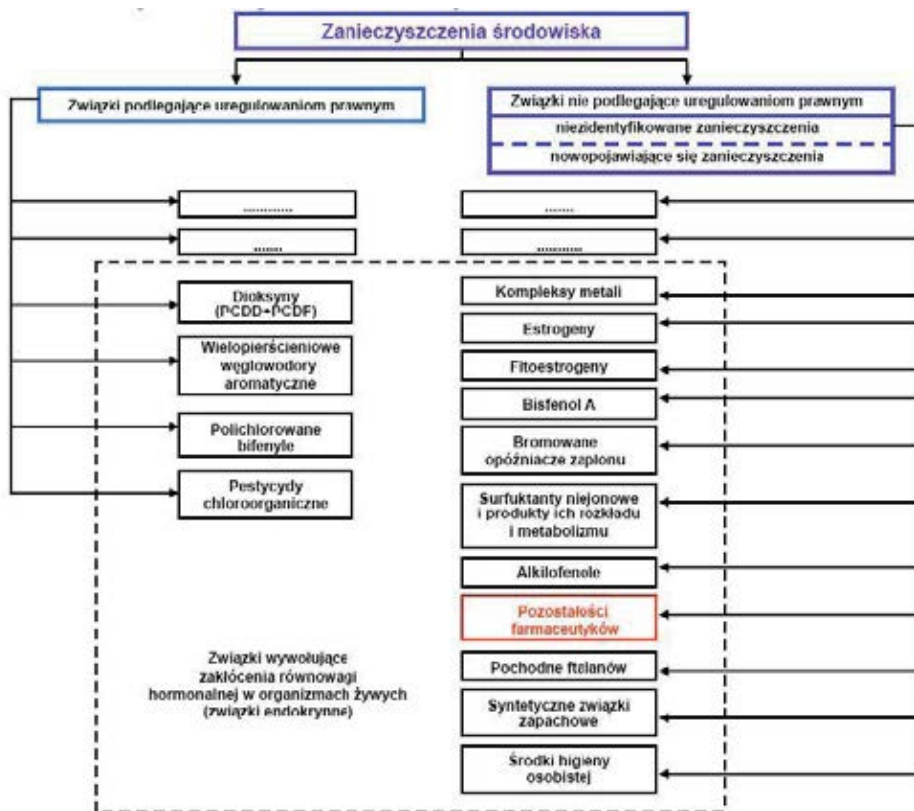 Zanieczyszczenia środowiska
Związki podlegające uregulowaniom prawnym
Związki nie podlegające uregulowaniom prawnym
niezidentyfikowane zanieczyszczenia
nowopojawiające się zanieczyszczenia
............
.......
.......
...........
Dioksyny
(PCDD+PCDF)
Wielopierścieniowe
węglowodory
aromatyczne
Polichlorowane
bifenyle
Pestycydy
chloroorganiczne
Kompleksy metali
Estrogeny
Fitoestrogeny
Bisfenol A
Bromowane
opóźniacze zapłonu
Surfuktanty niejonowe
i produkty ich rozkładu
i metabolizmu
Alkilofenole
Pozostałości
farmaceutyków
Pochodne ftalanów
Syntetyczne związki
zapachowe
Środki higieny
osobistej
Związki wywołujące
zakłócenia równowagi
hormonalnej w organizmach żywych
(związki endokrynne)